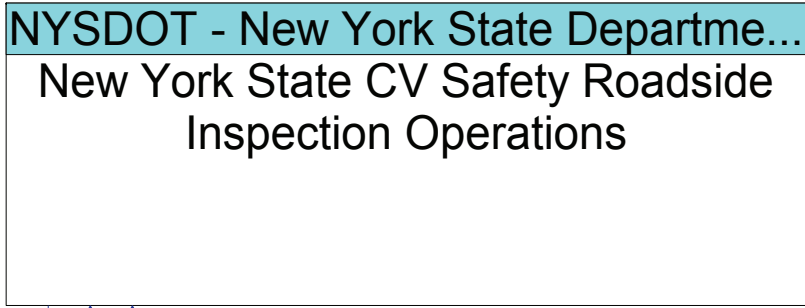 NYSDOT - New York State Departme...
New York State CV Safety Roadside
Inspection Operations